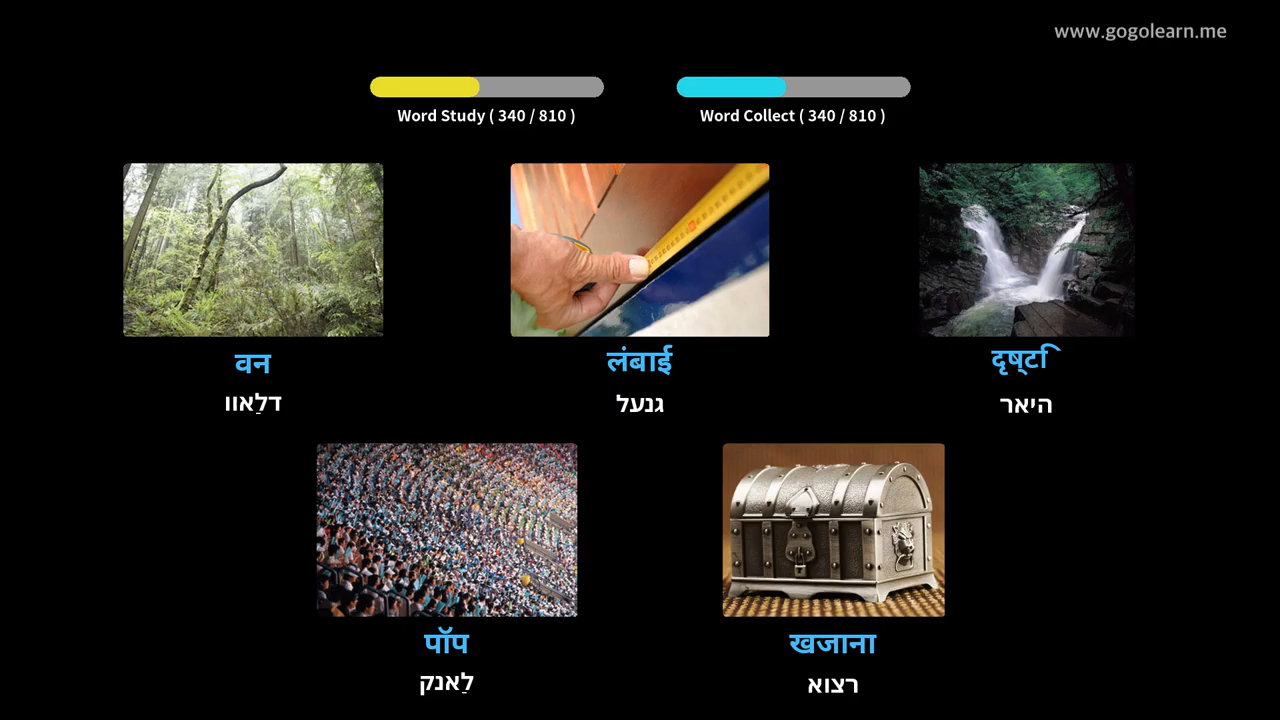 www.gogolearn.me
Word Study ( 340 / 810 )
Word Collect ( 340 / 810 )
वन
लंबाई
दृष्टि
דלַאוו
גנעל
היאר
पॉप
खजाना
לַאנק
רצוא